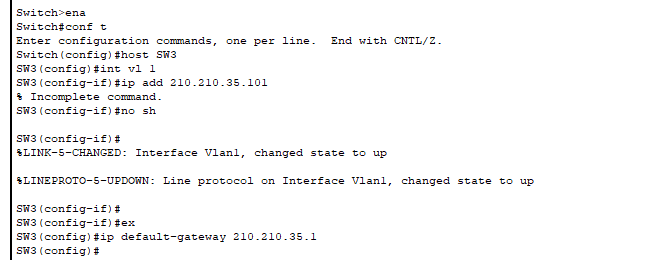 Switch>ena
Switch#conf t
Enter configuration commands, one per line.  End with CNTL/Z.
Switch(config)#host SW3
SW3(config)#int vl 1
SW3(config-if)#ip add 210.210.35.101
% Incomplete command.
SW3(config-if)#no sh
SW3(config-if)#
%LINK-5-CHANGED: Interface Vlan1, changed state to up
%LINEPROTO-5-UPDOWN: Line protocol on Interface Vlan1, changed state to up
SW3(config-if)#
SW3(config-if)#ex
SW3(config)#ip default-gateway 210.210.35.1
SW3(config)#